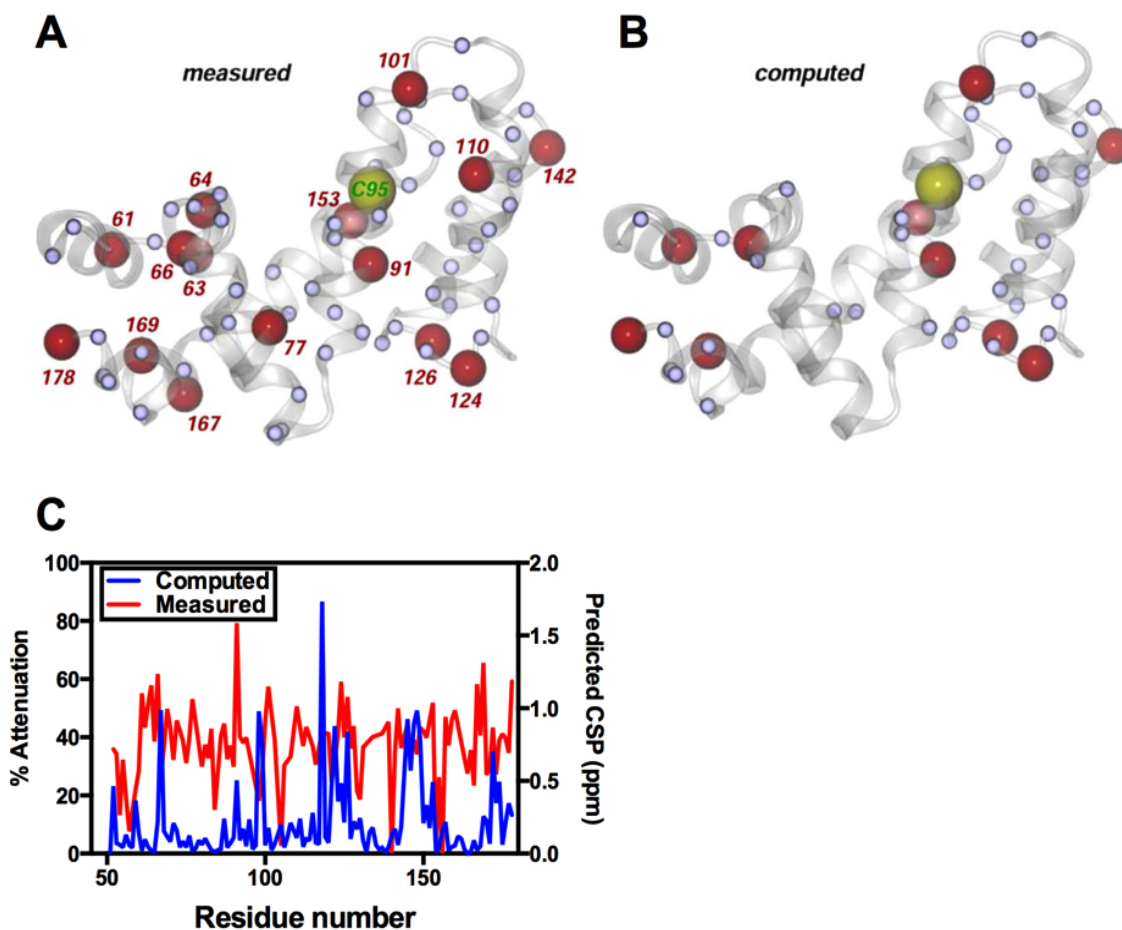 A
B
measured
computed
101
110
142
64
C95
153
61
91
66
63
169
77
178
126
124
167
C
100
80
60
40
20
0
% Attenuation
Computed
Measured
2.0
1.5
1.0
0.5
0.0
Predicted CSP (ppm)
50
100
150
Residue number